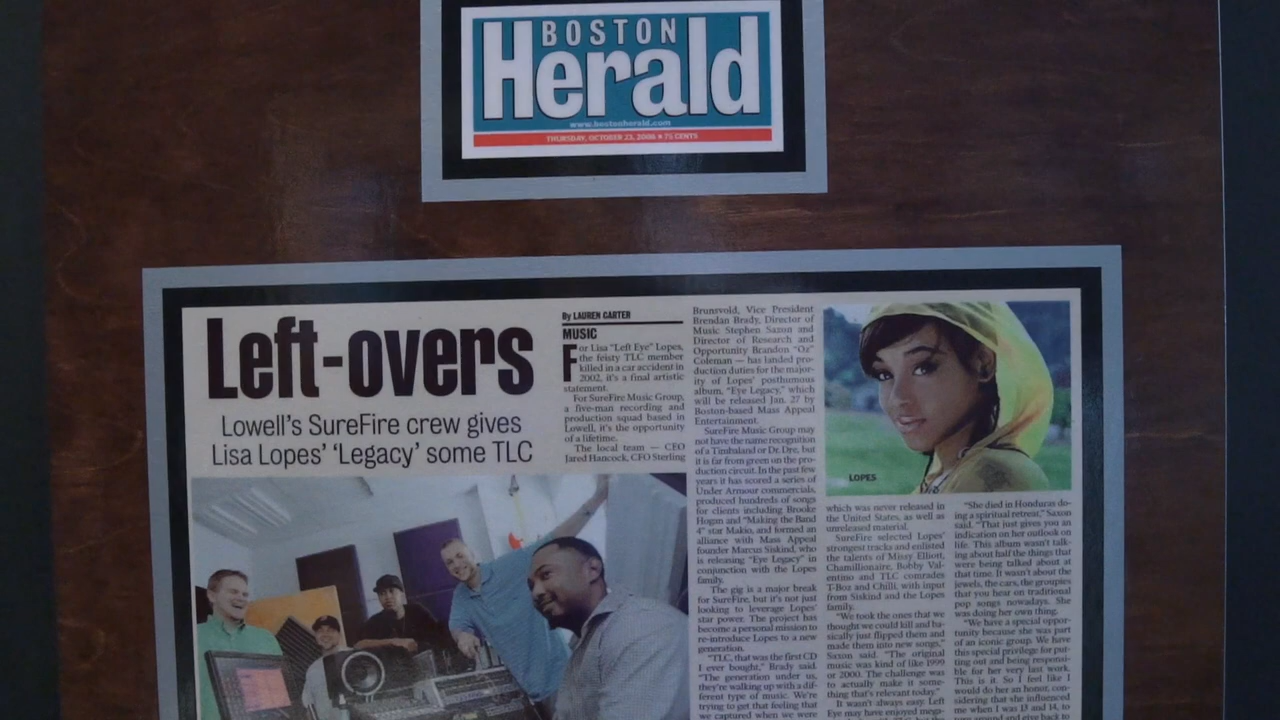 BOSTON
Herald
www.bostonherald.com
THURSDAY, OCTOBER 23, 2008 • 75 CENTS
Left-overs
Lowell's SureFire crew gives
Lisa Lopes' 'Legacy' some TLC
By LAUREN CARTER
MUSIC
For Lisa "Left Eye" Lopes,
the feisty TLC member
killed in a car accident in
2002, it's a final artistic
statement.
For SureFire Music Group,
a five-man recording and
production squad based in
Lowell, it's the opportunity
of a lifetime.
The local team — CEO
Jared Hancock, CFO Sterling
Brunsvold, Vice President
Brendan Brady, Director of
Music Stephen Saxon and
Director of Research and
Opportunity Brandon "Oz"
Coleman — has landed pro-
duction duties for the major-
ity of Lopes' posthumous
album, "Eye Legacy," which
will be released Jan. 27 by
Boston-based Mass Appeal
Entertainment.
SureFire Music Group may
not have the name recognition
of a Timbaland or Dr. Dre, but
it is far from green on the pro-
duction circuit. In the past few
years it has scored a series of
Under Armour commercials,
produced hundreds of songs
for clients including Brooke
Hogan and "Making the Band
4" star Makio, and formed an
alliance with Mass Appeal
founder Marcus Siskind, who
is releasing "Eye Legacy" in
conjunction with the Lopes
family.
The gig is a major break
for SureFire, but it's not just
looking to leverage Lopes'
star power. The project has
become a personal mission to
re-introduce Lopes to a new
generation.
"TLC, that was the first CD
I ever bought," Brady said.
"The generation under us,
they're walking up with a dif-
ferent type of music. We're
trying to get that feeling that
we captured when we were
LOPES
which was never released in
the United States, as well as
unreleased material.
SureFire selected Lopes'
strongest tracks and enlisted
the talents of Missy Elliott,
Chamillionaire, Bobby Val-
entino and TLC comrades
T-Boz and Chilli, with input
from Siskind and the Lopes
family.
"We took the ones that we
thought we could kill and ba-
sically just flipped them and
made them into new songs,"
Saxon said. "The original
music was kind of like 1999
or 2000. The challenge was
to actually make it some-
thing that's relevant today."
It wasn't always easy. Left
Eye may have enjoyed mega-
"She died in Honduras do-
ing a spiritual retreat," Saxon
said. "That just gives you an
indication on her outlook on
life. This album wasn't talk-
ing about half the things that
were being talked about at
that time. It wasn't about the
jewels, the cars, the groupies
that you hear on traditional
pop songs nowadays. She
was doing her own thing.
"We have a special oppor-
tunity because she was part
of an iconic group. We have
this special privilege for put-
ting out and being responsi-
ble for her very last work.
This is it. So I feel like I
would do her an honor, con-
sidering that she influenced
me when I was 13 and 14, to
turn around and give back to